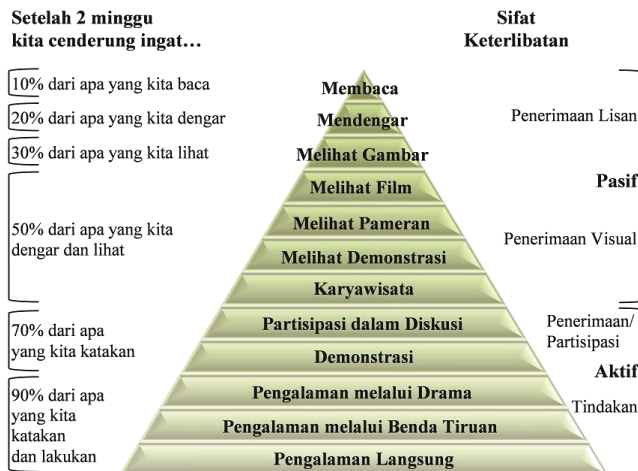 Setelah 2 minggu
kita cenderung ingat…
Sifat
Keterlibatan
10% dari apa yang kita baca
20% dari apa yang kita dengar
30% dari apa yang kita lihat
50% dari apa yang kita
dengar dan lihat
70% dari apa
yang kita katakan
90% dari apa
yang kita
katakan
dan lakukan
Membaca
Mendengar
Melihat Gambar
Melihat Film
Melihat Pameran
Melihat Demonstrasi
Karyawisata
Partisipasi dalam Diskusi
Demonstrasi
Pengalaman melalui Drama
Pengalaman melalui Benda Tiruan
Pengalaman Langsung
Penerimaan Lisan
Pasif
Penerimaan Visual
Penerimaan/
Partisipasi
Aktif
Tindakan